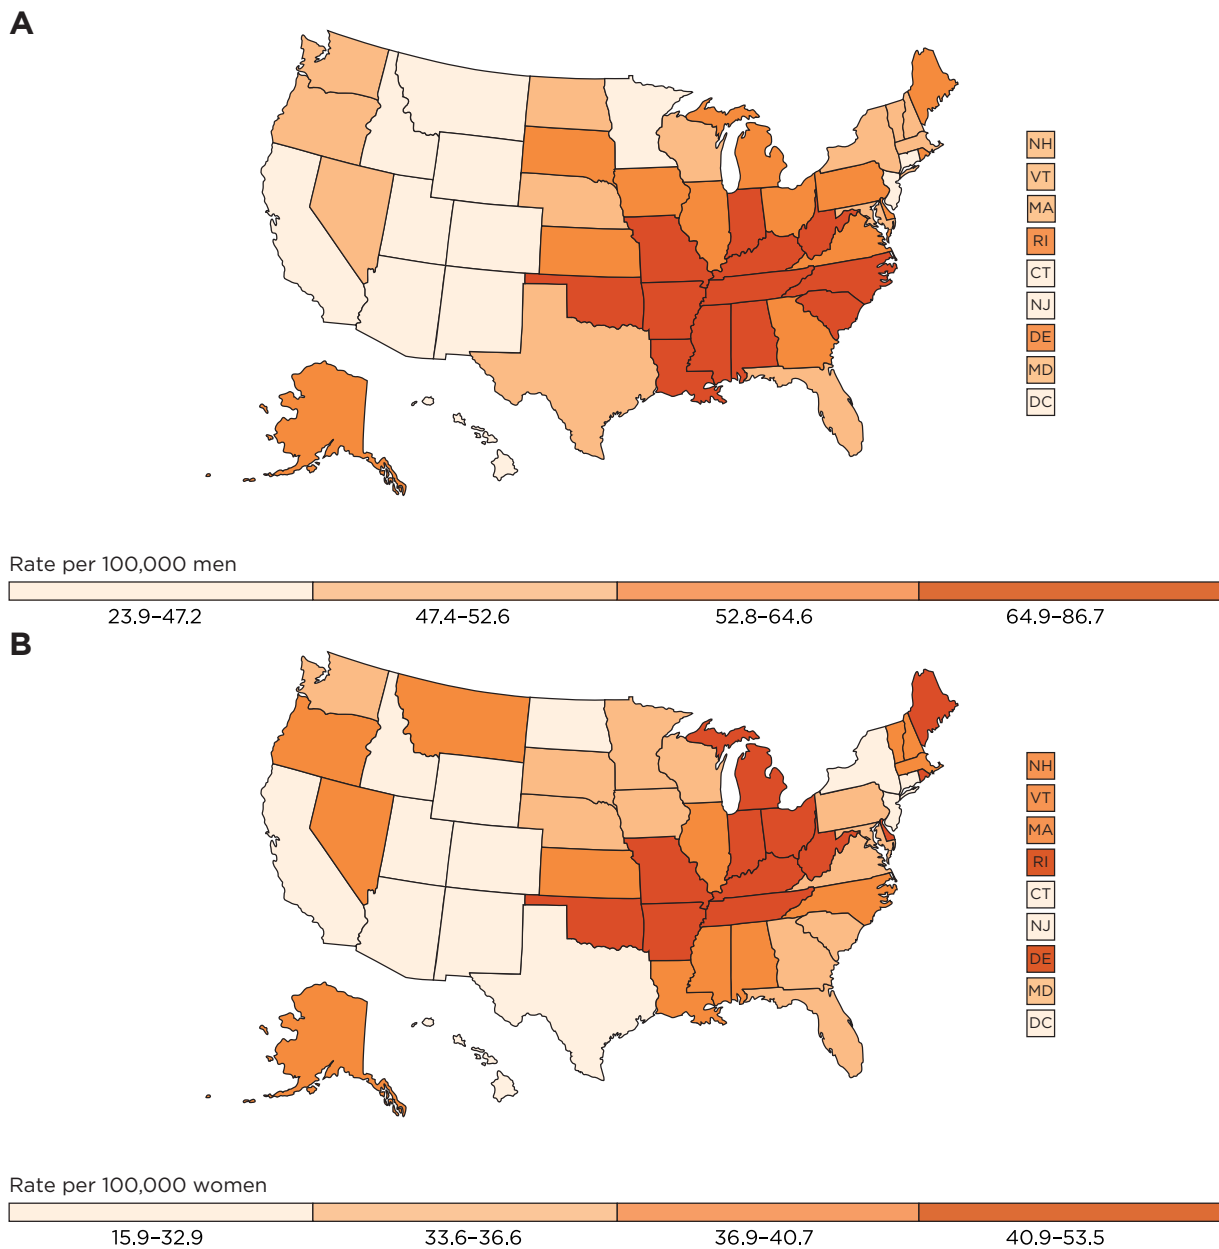 A
NH
VT
MA
RI
CT
NJ
DE
MD
DC
Rate per 100,000 men
23.9–47.2 47.4–52.6 52.8–64.6 64.9–86.7
B
NH
VT
MA
RI
CT
NJ
DE
MD
DC
Rate per 100,000 women
15.9–32.9 33.6–36.6 36.9–40.7 40.9–53.5